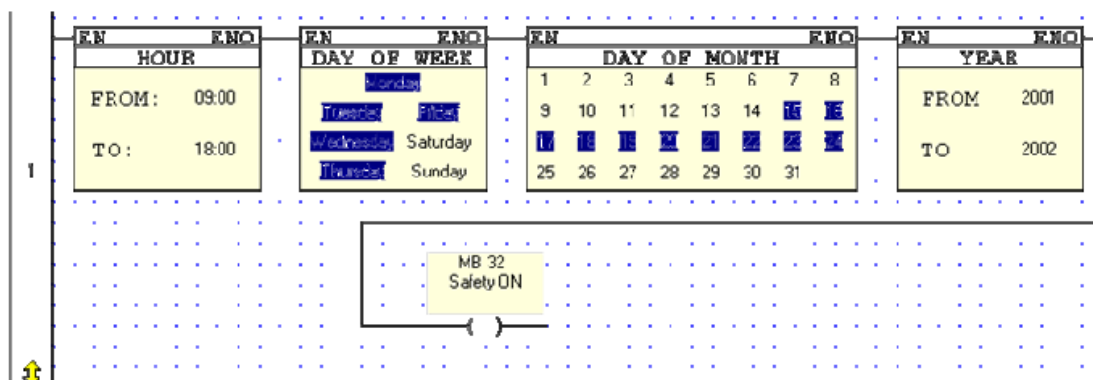 EN ENO EN ENO EN ENO EN ENO
HOUR DAY OF WEEK DAY OF MONTH YEAR
Monday 1 2 3 4 5 6 7 8
FROM: 09:00 Tuesday Friday 9 10 11 12 13 14 15 16 FROM 2001
TO: 18:00 Wednesday Saturday 17 18 19 20 21 22 23 24 TO 2002
1 Thursday Sunday 25 26 27 28 29 30 31
MB 32
Safety ON